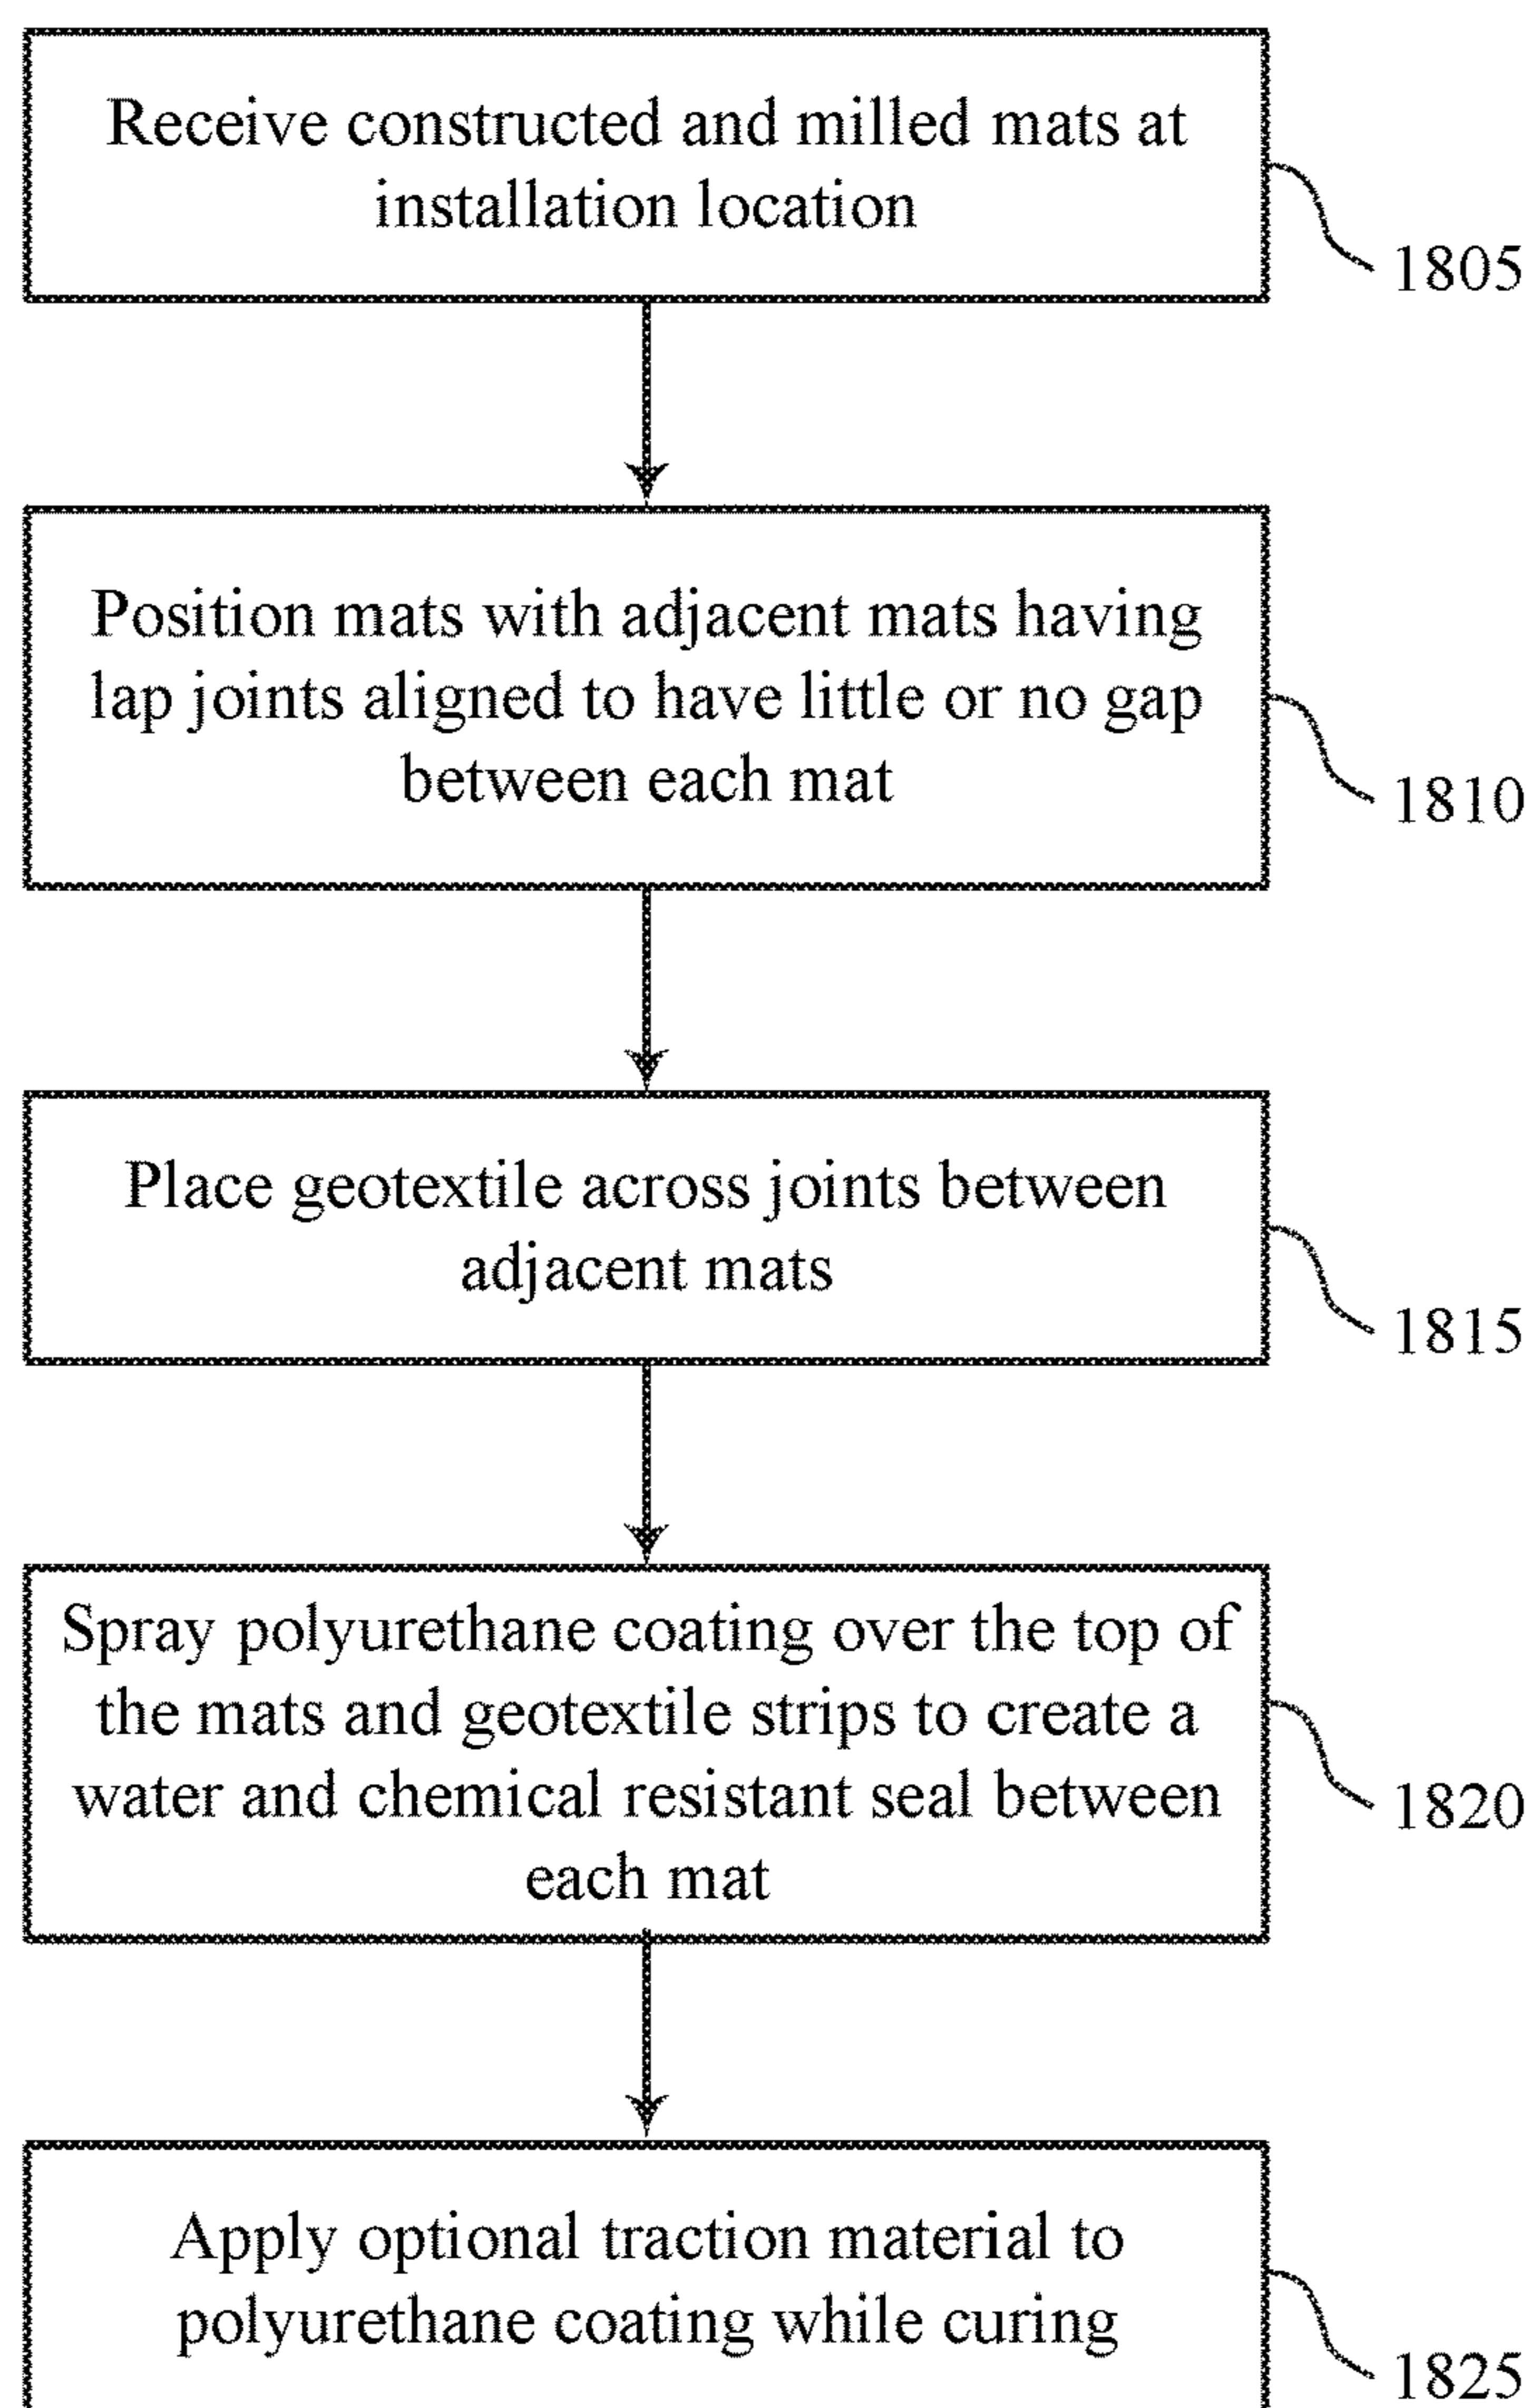 Receive constructed and milled mats at
installation location
1805
Position mats with adjacent mats having
lap joints aligned to have little or no gap
between each mat
1810
Place geotextile across joints between
adjacent mats
1815
Spray polyurethane coating over the top of
the mats and geotextile strips to create a
water and chemical resistant seal between
each mat
1820
Apply optional traction material to
polyurethane coating while curing
1825